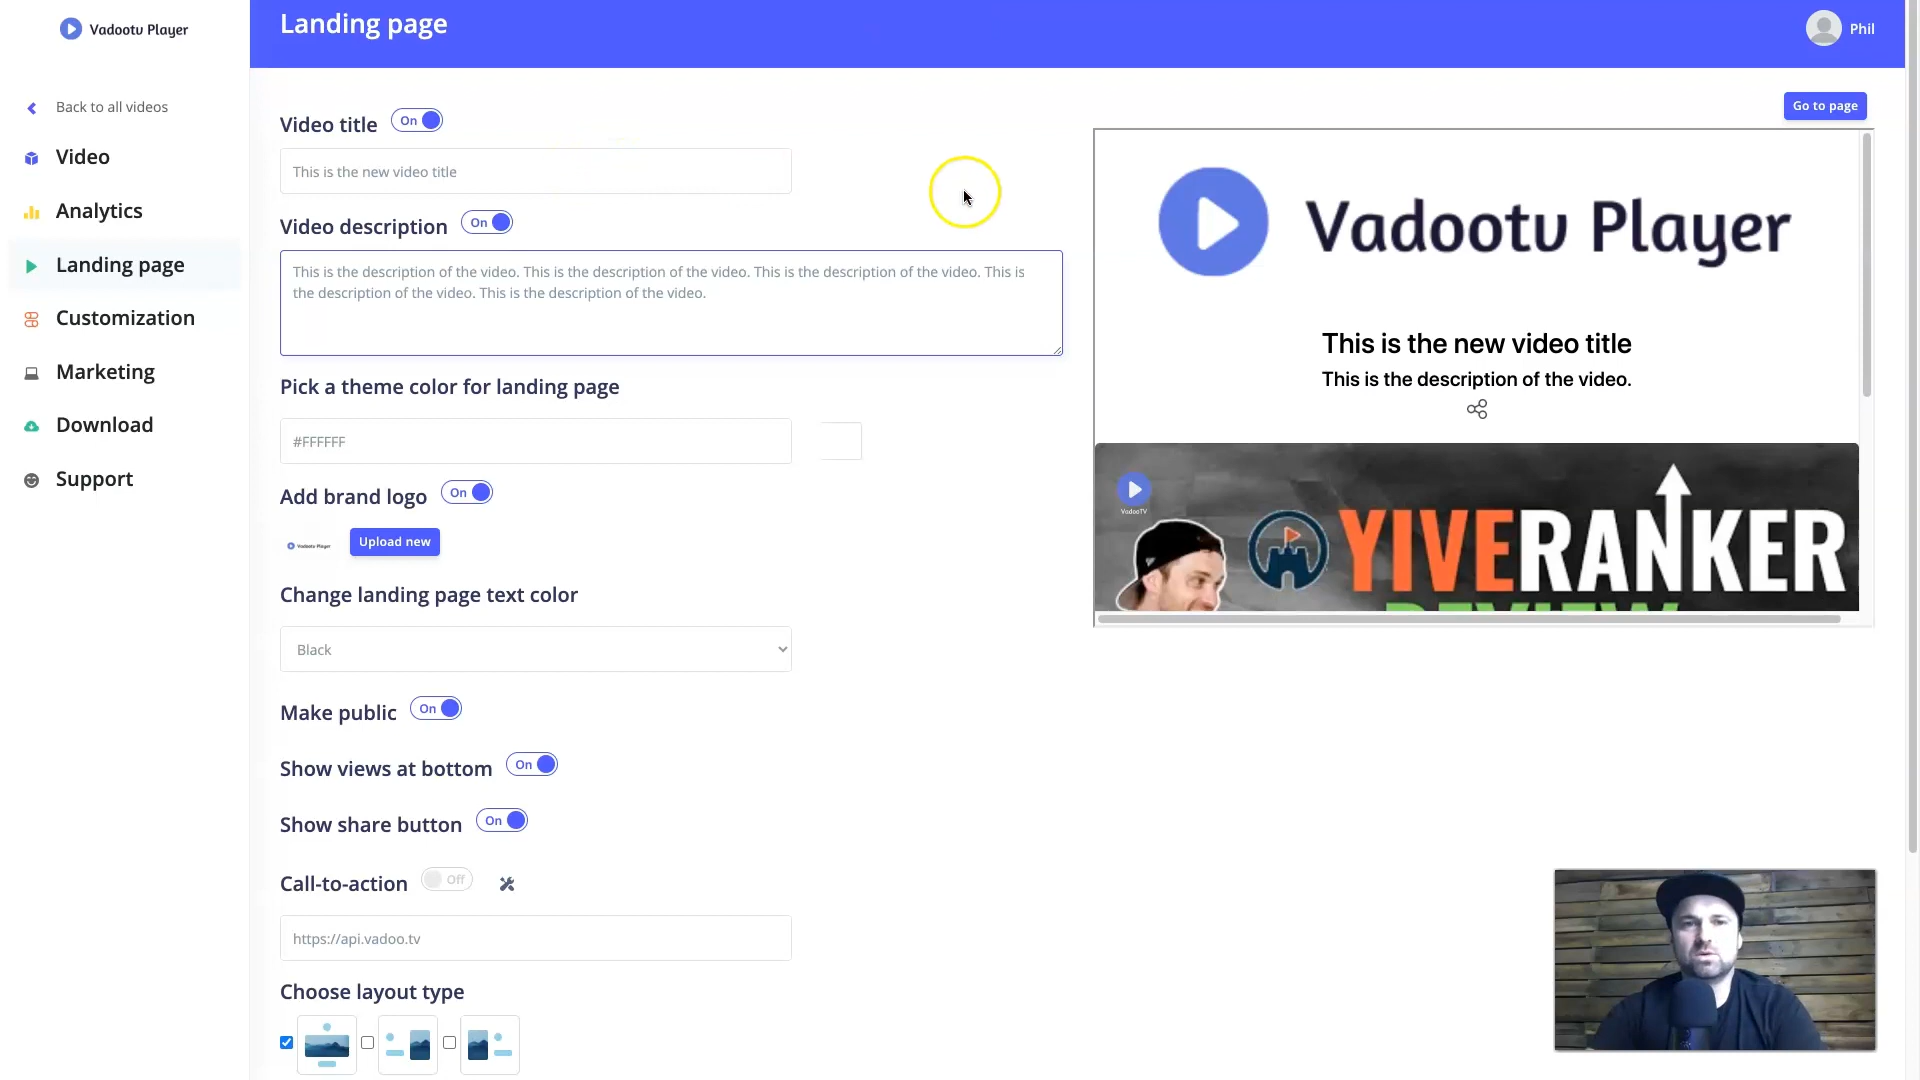 Vadootv Player
Landing page
Phil
Back to all videos
Video
Analytics
Landing page
Customization
Marketing
Download
Support
Go to page
Video title On
This is the new video title
Video description On
This is the description of the video. This is the description of the video. This is the description of the video. This is
the description of the video. This is the description of the video.
Pick a theme color for landing page
#FFFFFF
Add brand logo On
Vadootv Player
Upload new
Change landing page text color
Black
Make public On
Show views at bottom On
Show share button On
Call-to-action Off
https://api.vadoo.tv
Choose layout type
Vadootv Player
This is the new video title
This is the description of the video.
VadooTV
YIVERANKER
REVIEW